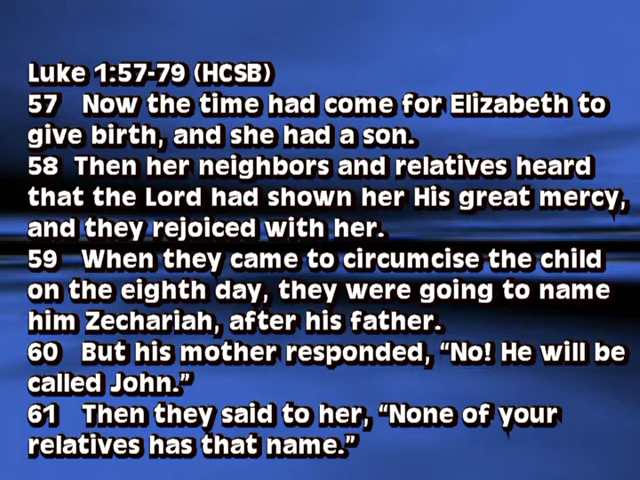 Luke 1:57-79 (HCSB)
57 Now the time had come for Elizabeth to
give birth, and she had a son.
58 Then her neighbors and relatives heard
that the Lord had shown her His great mercy,
and they rejoiced with her.
59 When they came to circumcise the child
on the eighth day, they were going to name
him Zechariah, after his father.
60 But his mother responded, “No! He will be
called John.”
61 Then they said to her, “None of your
relatives has that name.”